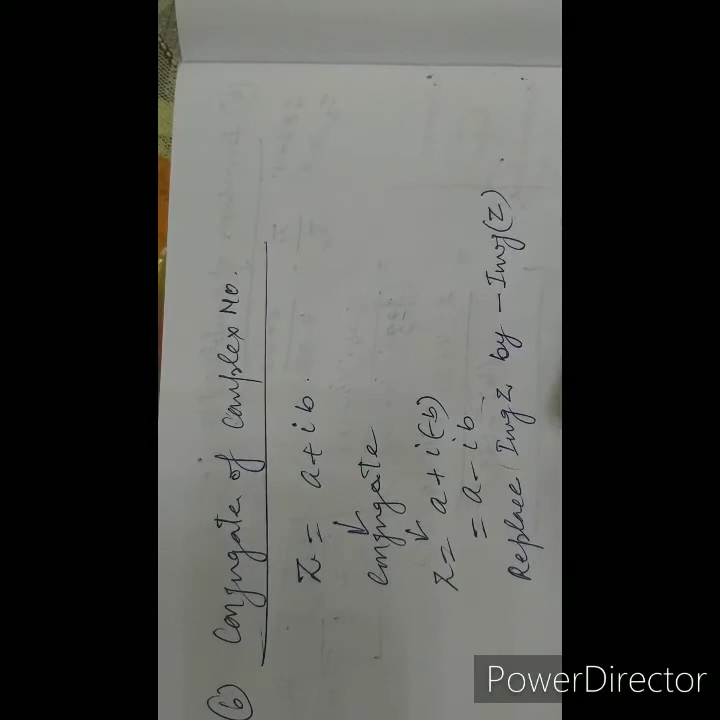 (6) Conjugate of complex No.
Z = a + ib.
↓
Conjugate
↓
Z = a + i(-b)
= a - ib
Replace Img Z by - Img(Z).
PowerDirector